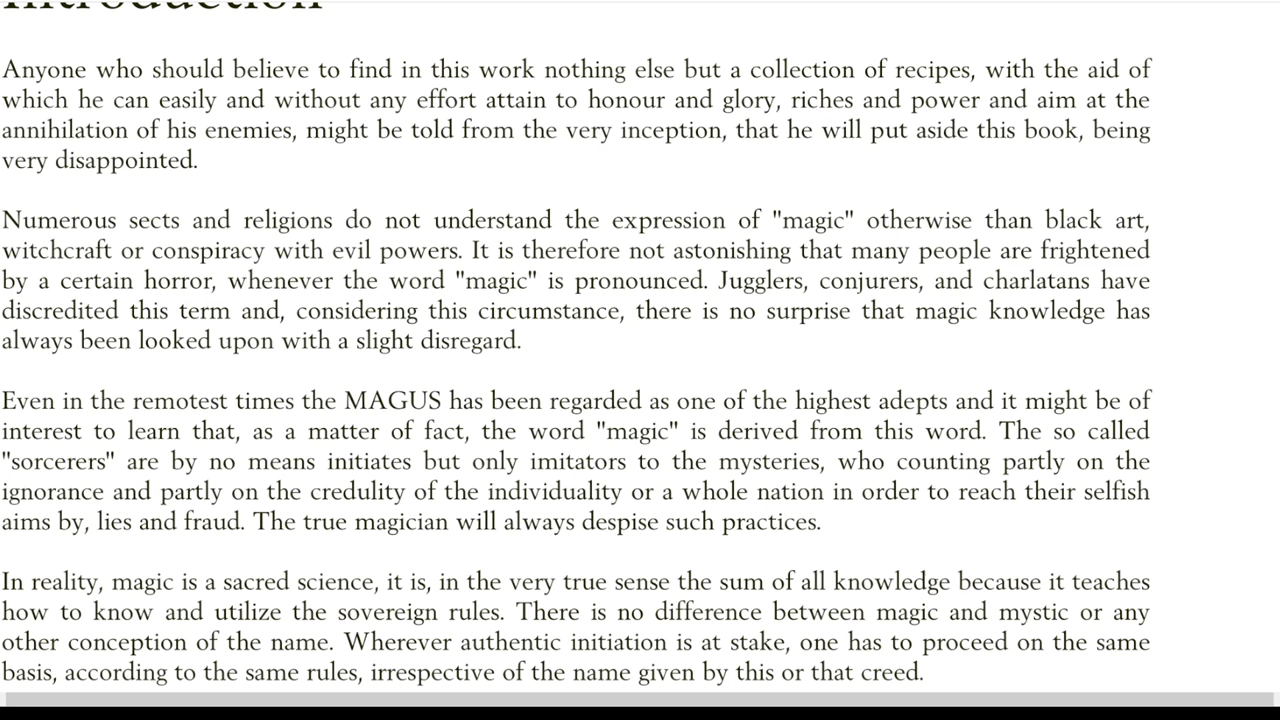 Introduction
Anyone who should believe to find in this work nothing else but a collection of recipes, with the aid of
which he can easily and without any effort attain to honour and glory, riches and power and aim at the
annihilation of his enemies, might be told from the very inception, that he will put aside this book, being
very disappointed.
Numerous sects and religions do not understand the expression of "magic" otherwise than black art,
witchcraft or conspiracy with evil powers. It is therefore not astonishing that many people are frightened
by a certain horror, whenever the word "magic" is pronounced. Jugglers, conjurers, and charlatans have
discredited this term and, considering this circumstance, there is no surprise that magic knowledge has
always been looked upon with a slight disregard.
Even in the remotest times the MAGUS has been regarded as one of the highest adepts and it might be of
interest to learn that, as a matter of fact, the word "magic" is derived from this word. The so called
"sorcerers" are by no means initiates but only imitators to the mysteries, who counting partly on the
ignorance and partly on the credulity of the individuality or a whole nation in order to reach their selfish
aims by, lies and fraud. The true magician will always despise such practices.
In reality, magic is a sacred science, it is, in the very true sense the sum of all knowledge because it teaches
how to know and utilize the sovereign rules. There is no difference between magic and mystic or any
other conception of the name. Wherever authentic initiation is at stake, one has to proceed on the same
basis, according to the same rules, irrespective of the name given by this or that creed.